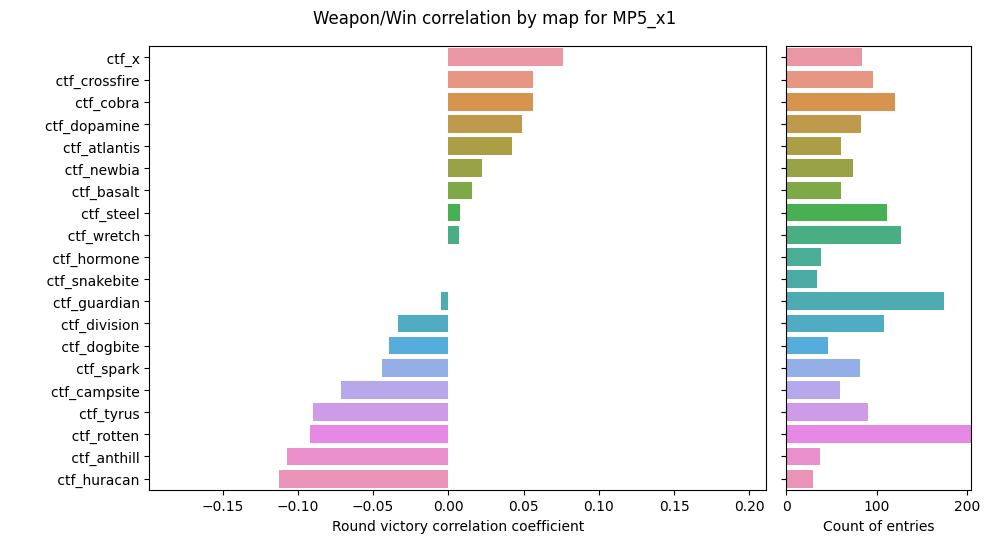 Weapon/Win correlation by map for MP5_x1
ctf_x
ctf_crossfire
ctf_cobra
ctf_dopamine
ctf_atlantis
ctf_newbia
ctf_basalt
ctf_steel
ctf_wretch
ctf_hormone
ctf_snakebite
ctf_guardian
ctf_division
ctf_dogbite
ctf_spark
ctf_campsite
ctf_tyrus
ctf_rotten
ctf_anthill
ctf_huracan
−0.15 −0.10 −0.05 0.00 0.05 0.10 0.15 0.20 0 100 200
Round victory correlation coefficient Count of entries